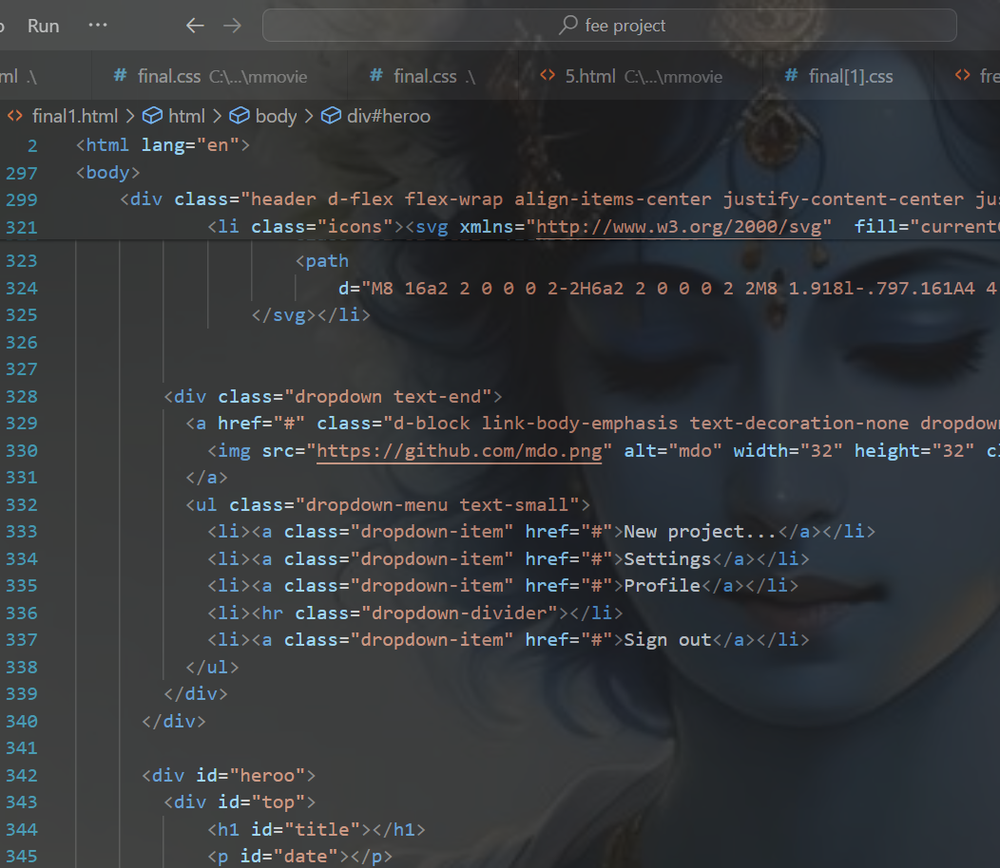 Run ··· ← → fee project
ml .\ # final.css C:\...\mmovie # final.css .\ <> 5.html C:\...\mmovie # final[1].css <> fre
<> final1.html > html > body > div#heroo
2 <html lang="en">
297 <body>
299 <div class="header d-flex flex-wrap align-items-center justify-content-center jus
321 <li class="icons"><svg xmlns="http://www.w3.org/2000/svg" fill="current
323 <path
324 d="M8 16a2 2 0 0 0 2-2H6a2 2 0 0 0 2 2M8 1.918l-.797.161A4 4
325 </svg></li>
326
327
328 <div class="dropdown text-end">
329 <a href="#" class="d-block link-body-emphasis text-decoration-none dropdown
330 <img src="https://github.com/mdo.png" alt="mdo" width="32" height="32" cl
331 </a>
332 <ul class="dropdown-menu text-small">
333 <li><a class="dropdown-item" href="#">New project...</a></li>
334 <li><a class="dropdown-item" href="#">Settings</a></li>
335 <li><a class="dropdown-item" href="#">Profile</a></li>
336 <li><hr class="dropdown-divider"></li>
337 <li><a class="dropdown-item" href="#">Sign out</a></li>
338 </ul>
339 </div>
340 </div>
341
342 <div id="heroo">
343 <div id="top">
344 <h1 id="title"></h1>
345 <p id="date"></p>